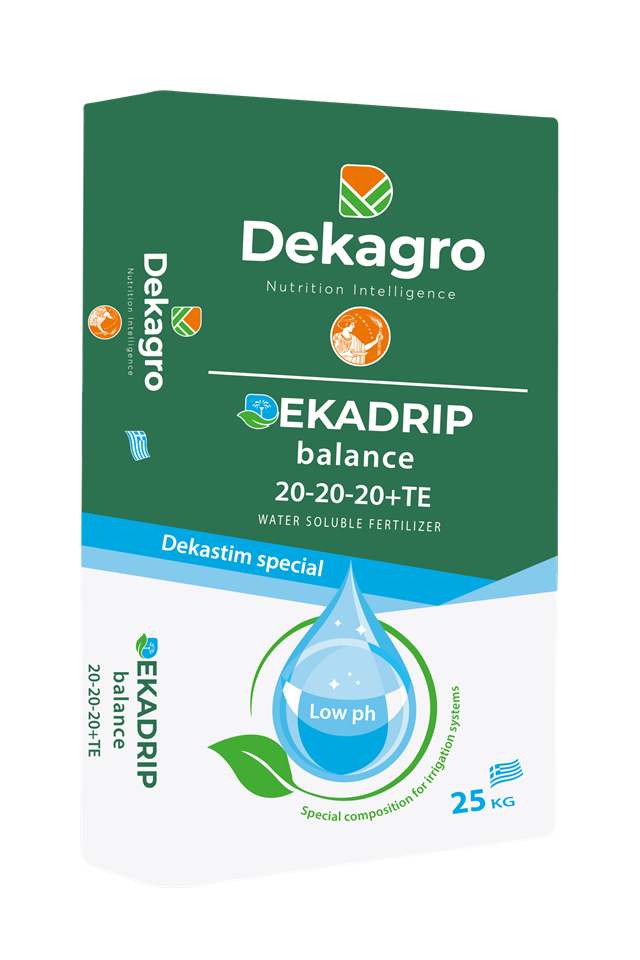 Dekagro
Nutrition Intelligence
EKADRIP
balance
20-20-20+TE
WATER SOLUBLE FERTILIZER
Dekastim special
Low ph
Special composition for irrigation systems
25 KG
Dekagro
Nutrition Intelligence
EKADRIP
balance
20-20-20+TE